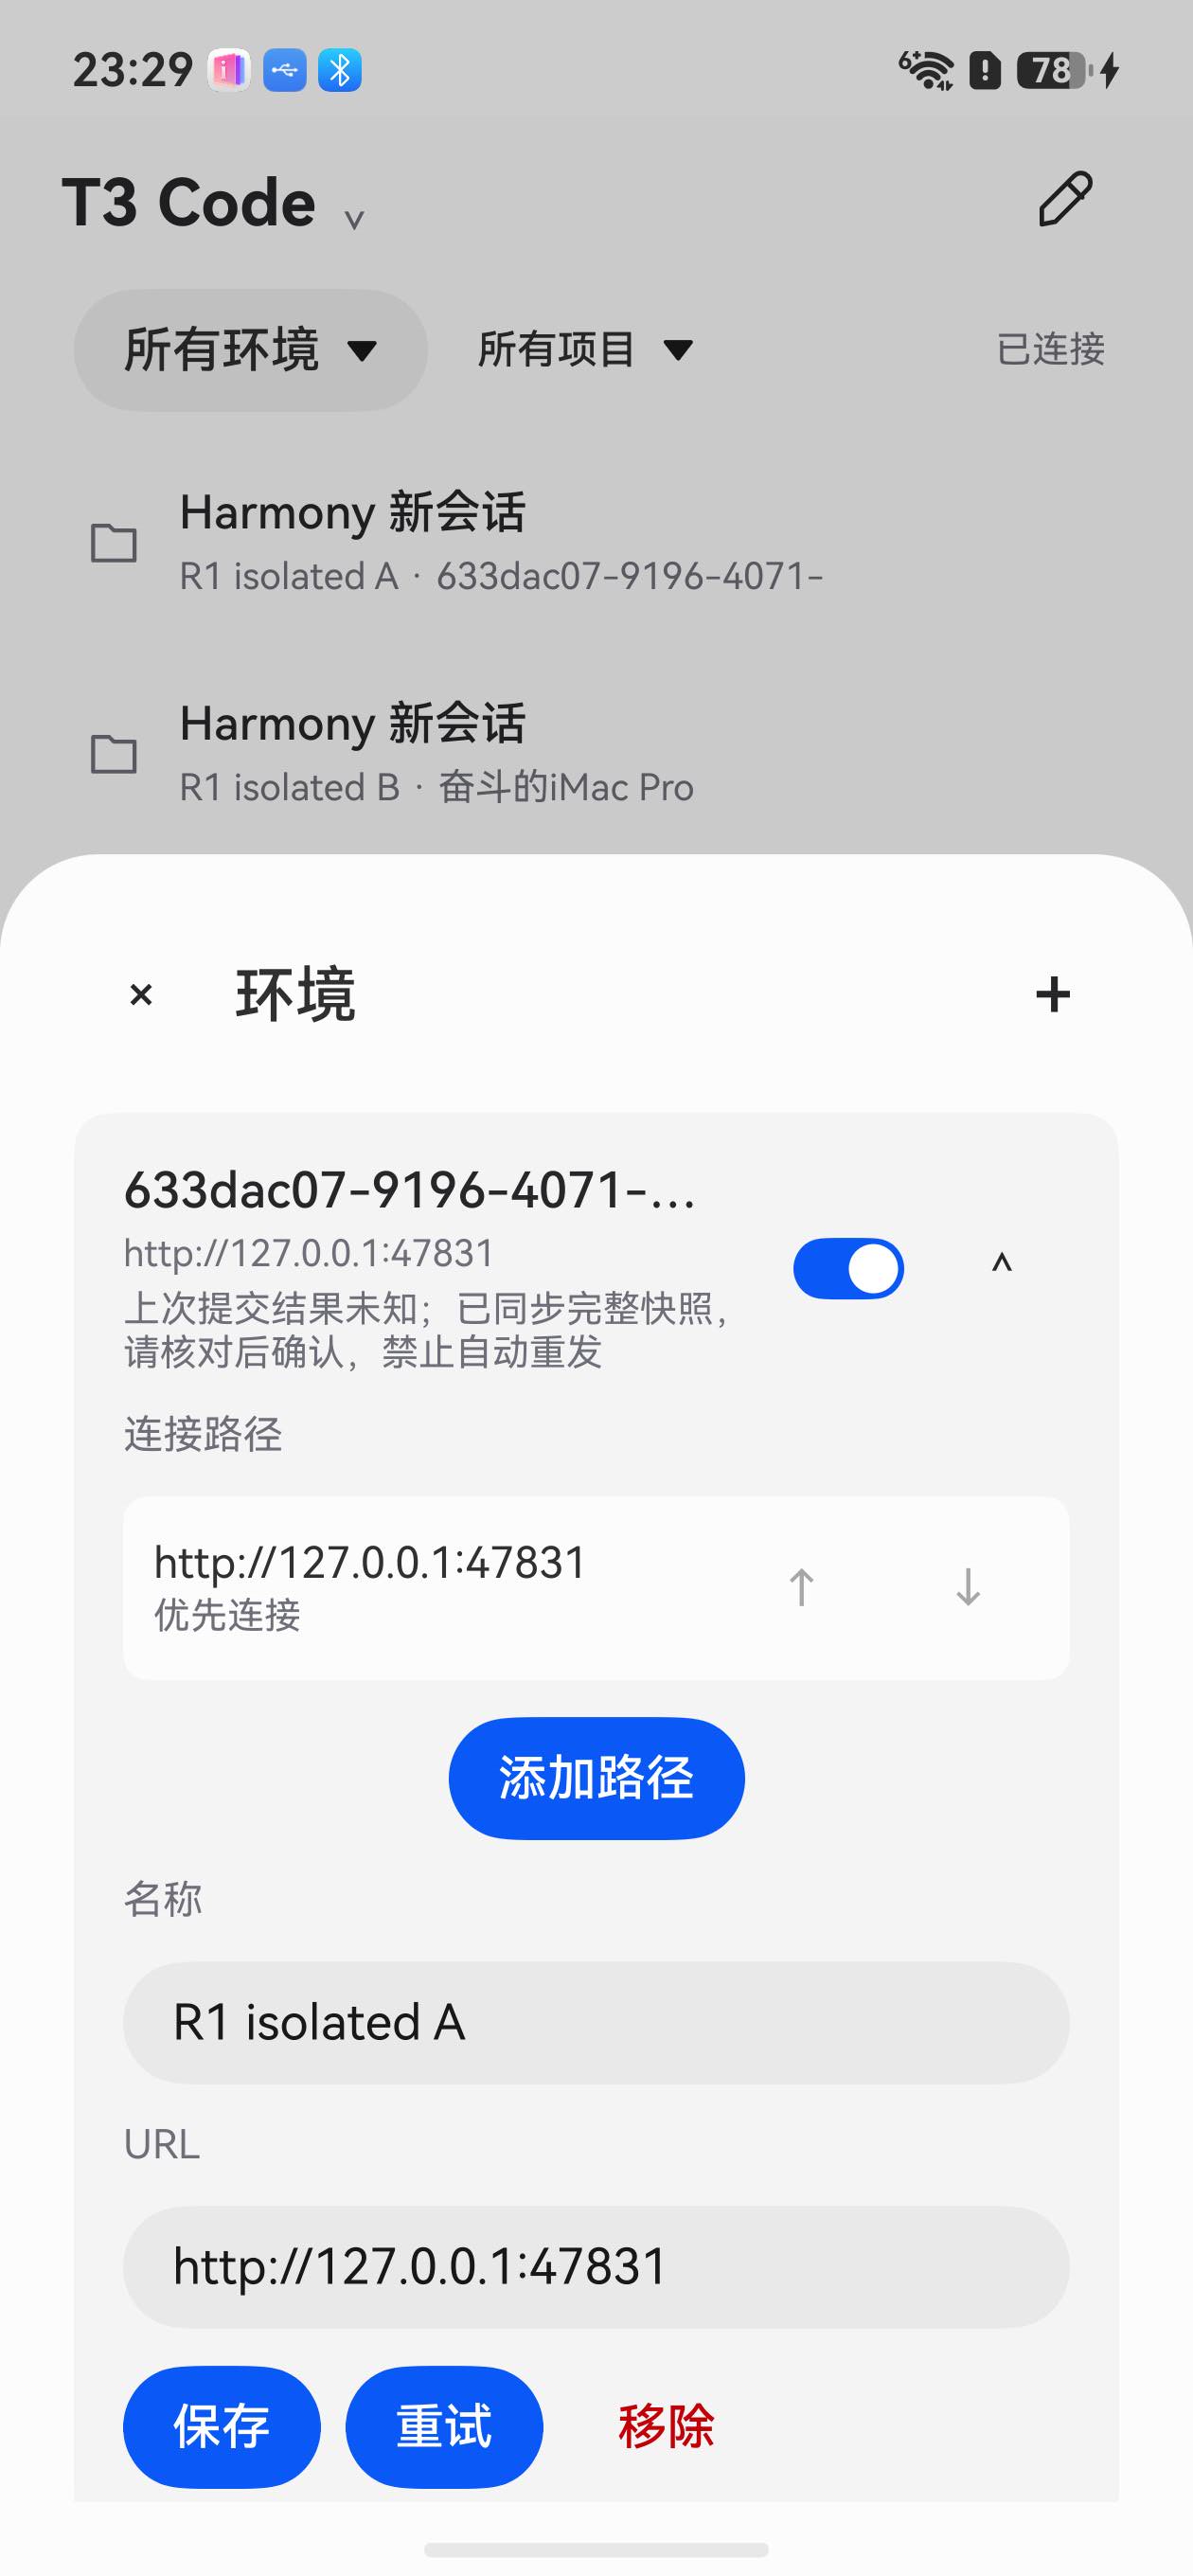 23:29
78
T3 Code
所有环境
所有项目
已连接
Harmony 新会话
R1 isolated A · 633dac07-9196-4071-
Harmony 新会话
R1 isolated B · 奋斗的iMac Pro
× 环境 +
633dac07-9196-4071-...
http://127.0.0.1:47831
上次提交结果未知；已同步完整快照，
请核对后确认，禁止自动重发
连接路径
http://127.0.0.1:47831
优先连接
↑ ↓
添加路径
名称
R1 isolated A
URL
http://127.0.0.1:47831
保存 重试 移除